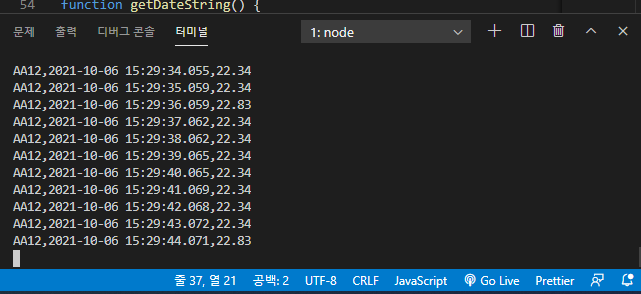 54 function getDateString() {
문제 출력 디버그 콘솔 터미널 1: node
AA12,2021-10-06 15:29:34.055,22.34
AA12,2021-10-06 15:29:35.059,22.34
AA12,2021-10-06 15:29:36.059,22.83
AA12,2021-10-06 15:29:37.062,22.34
AA12,2021-10-06 15:29:38.062,22.34
AA12,2021-10-06 15:29:39.065,22.34
AA12,2021-10-06 15:29:40.065,22.34
AA12,2021-10-06 15:29:41.069,22.34
AA12,2021-10-06 15:29:42.068,22.34
AA12,2021-10-06 15:29:43.072,22.34
AA12,2021-10-06 15:29:44.071,22.83
줄 37, 열 21 공백: 2 UTF-8 CRLF JavaScript Go Live Prettier